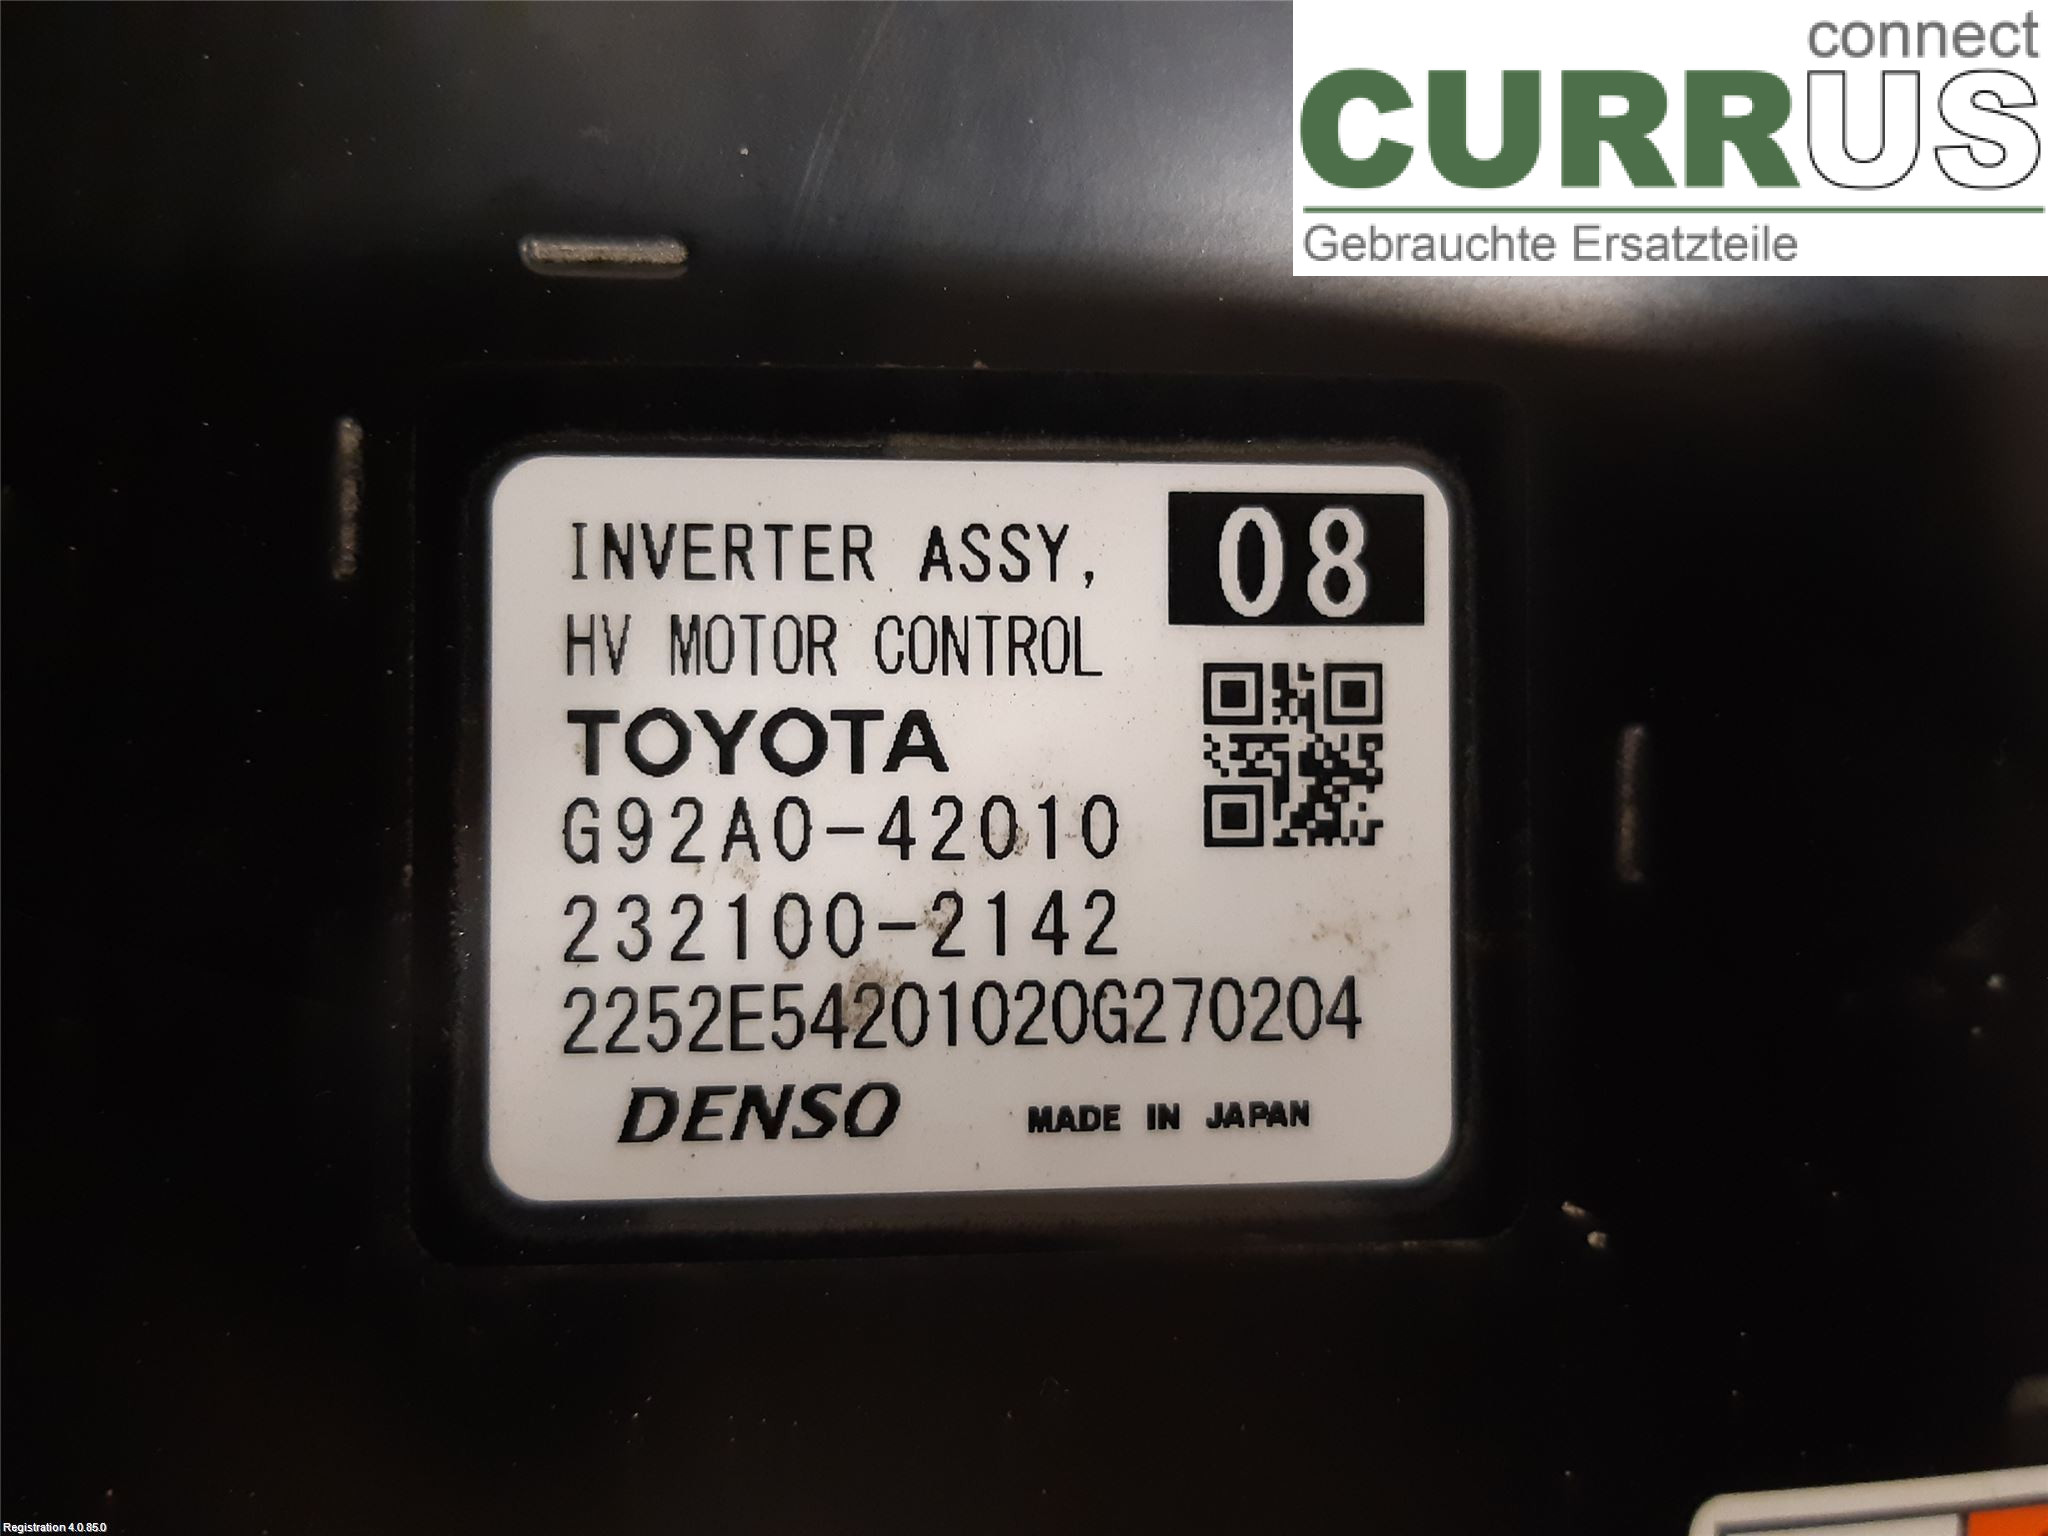 connect
CURRUS
Gebrauchte Ersatzteile
INVERTER ASSY,
08
HV MOTOR CONTROL
TOYOTA
G92A0-42010
232100-2142
2252E54201020G270204
DENSO MADE IN JAPAN
Registration 4.0.85.0